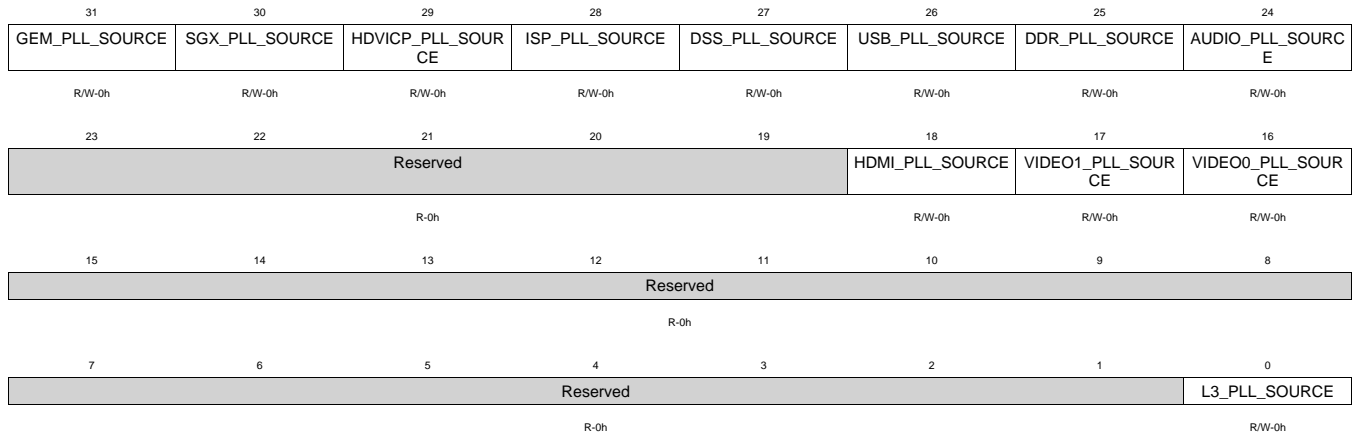 31 30 29 28 27 26 25 24
GEM_PLL_SOURCE SGX_PLL_SOURCE HDVICP_PLL_SOUR ISP_PLL_SOURCE DSS_PLL_SOURCE USB_PLL_SOURCE DDR_PLL_SOURCE AUDIO_PLL_SOURC
CE E
R/W-0h R/W-0h R/W-0h R/W-0h R/W-0h R/W-0h R/W-0h R/W-0h
23 22 21 20 19 18 17 16
Reserved HDMI_PLL_SOURCE VIDEO1_PLL_SOUR VIDEO0_PLL_SOUR
CE CE
R-0h R/W-0h R/W-0h R/W-0h
15 14 13 12 11 10 9 8
Reserved
R-0h
7 6 5 4 3 2 1 0
Reserved L3_PLL_SOURCE
R-0h R/W-0h